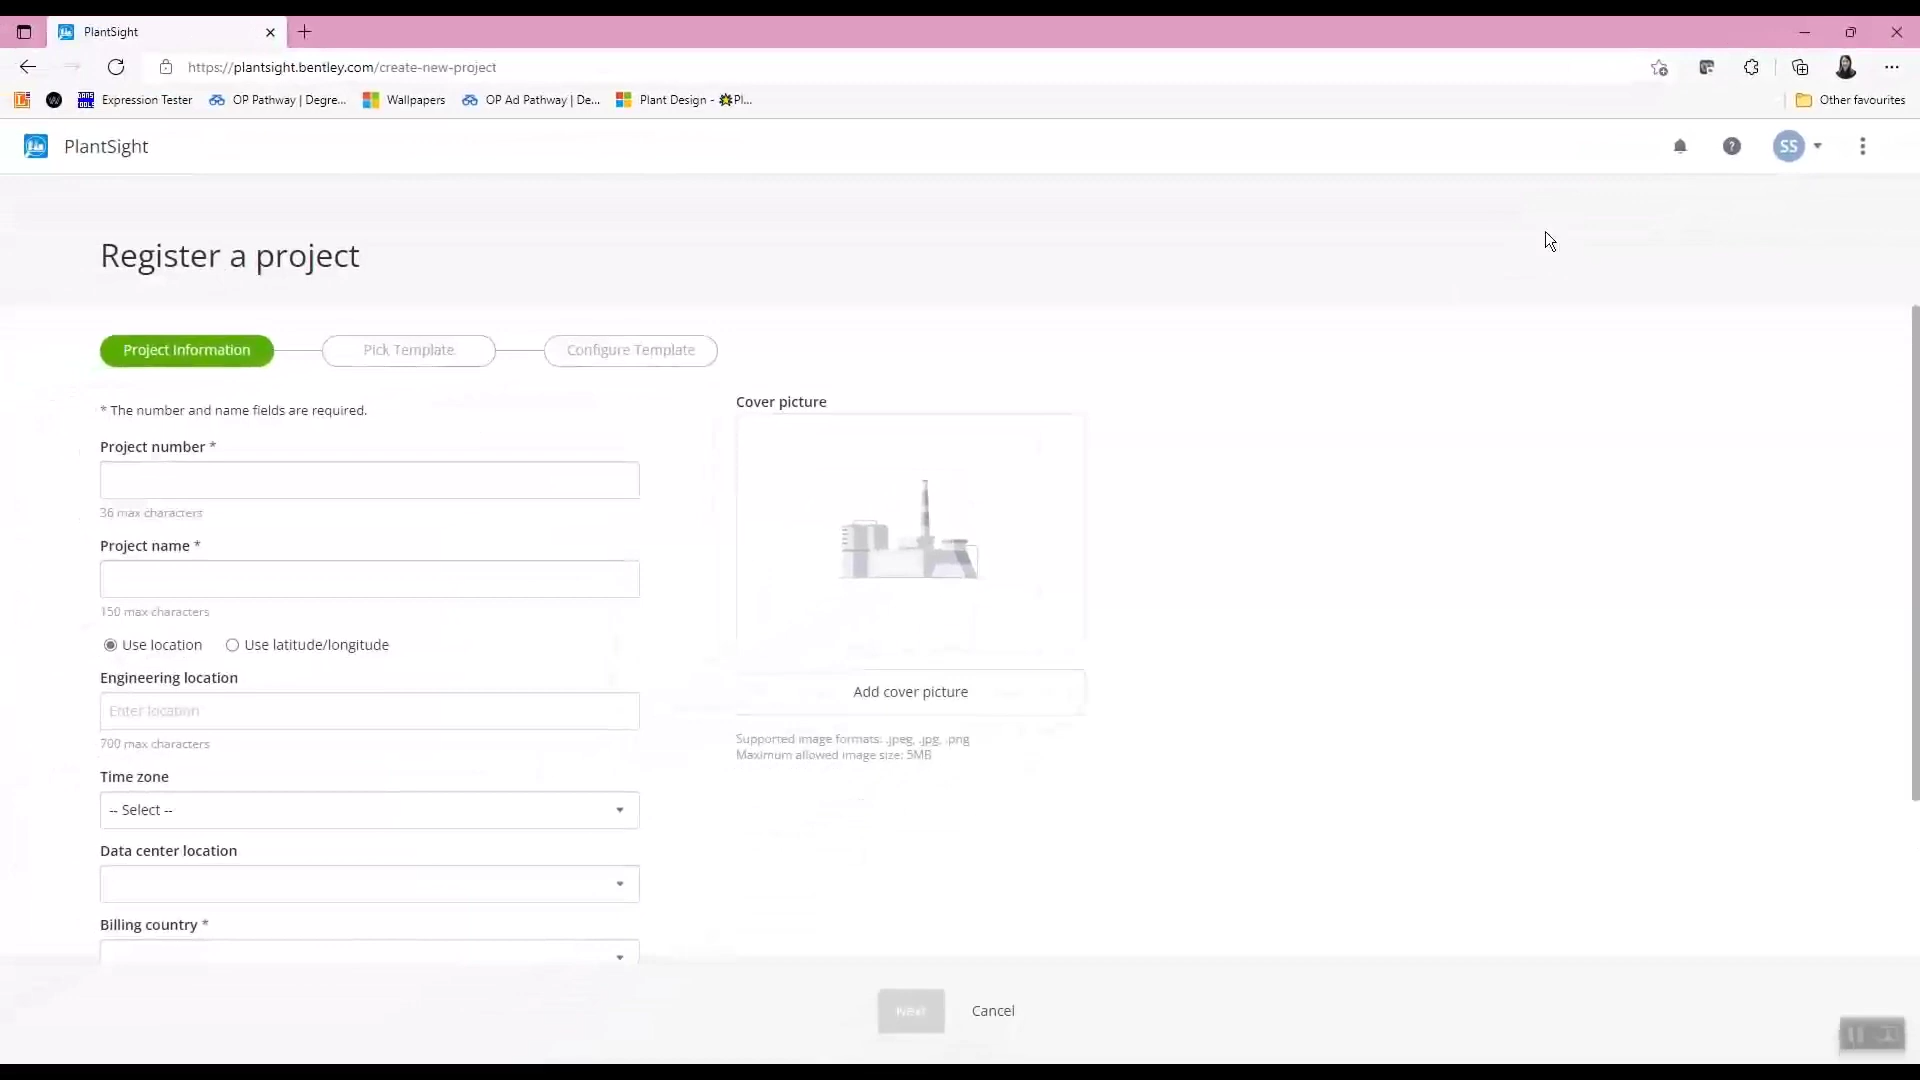 PlantSight
https://plantsight.bentley.com/create-new-project
Expression Tester
OP Pathway | Degre...
Wallpapers
OP Ad Pathway | De...
Plant Design - Pl...
Other favourites
PlantSight
SS
Register a project
Project Information
Pick Template
Configure Template
* The number and name fields are required.
Project number *
36 max characters
Project name *
150 max characters
Use location
Use latitude/longitude
Engineering location
Enter location
700 max characters
Time zone
-- Select --
Data center location
Billing country *
Cover picture
Add cover picture
Supported image formats: .jpeg, .jpg, .png
Maximum allowed image size: 5MB
Next
Cancel